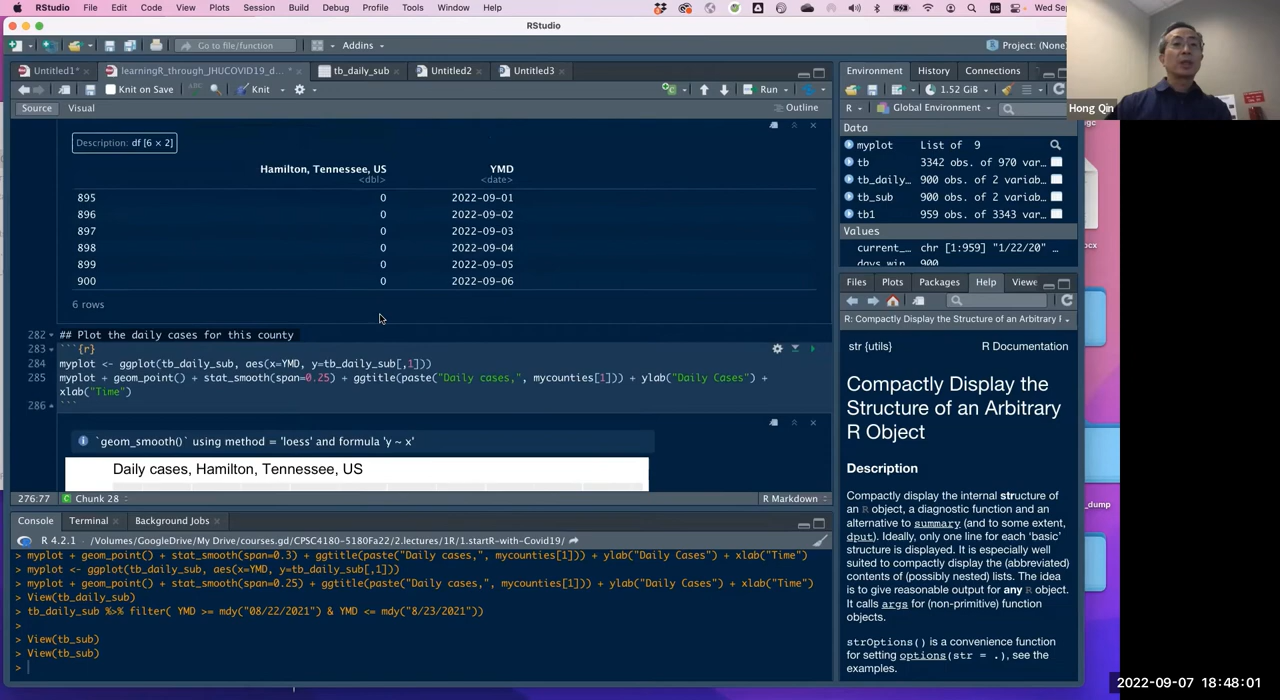 RStudio File Edit Code View Plots Session Build Debug Profile Tools Window Help US Wed Se
RStudio
Go to file/function Addins Project: (None
Untitled1* learningR_through_JHUCOVID19_d... tb_daily_sub Untitled2 Untitled3
Knit on Save ABC Knit Run
Source Visual Outline
Description: df [6 × 2]
Hamilton, Tennessee, US YMD
<dbl> <date>
895 0 2022-09-01
896 0 2022-09-02
897 0 2022-09-03
898 0 2022-09-04
899 0 2022-09-05
900 0 2022-09-06
6 rows
282 ## Plot the daily cases for this county
283 ```{r}
284 myplot <- ggplot(tb_daily_sub, aes(x=YMD, y=tb_daily_sub[,1]))
285 myplot + geom_point() + stat_smooth(span=0.25) + ggtitle(paste("Daily cases,", mycounties[1])) + ylab("Daily Cases") +
xlab("Time")
286 ```
`geom_smooth()` using method = 'loess' and formula 'y ~ x'
Daily cases, Hamilton, Tennessee, US
276:77 Chunk 28 R Markdown
Console Terminal Background Jobs
R 4.2.1 · /Volumes/GoogleDrive/My Drive/courses.gd/CPSC4180-5180Fa22/2.lectures/1R/1.startR-with-Covid19/
> myplot + geom_point() + stat_smooth(span=0.3) + ggtitle(paste("Daily cases,", mycounties[1])) + ylab("Daily Cases") + xlab("Time")
> myplot <- ggplot(tb_daily_sub, aes(x=YMD, y=tb_daily_sub[,1]))
> myplot + geom_point() + stat_smooth(span=0.25) + ggtitle(paste("Daily cases,", mycounties[1])) + ylab("Daily Cases") + xlab("Time")
> View(tb_daily_sub)
> tb_daily_sub %>% filter( YMD >= mdy("08/22/2021") & YMD <= mdy("8/23/2021"))
>
> View(tb_sub)
> View(tb_sub)
>
Environment History Connections
1.52 GiB
R Global Environment
Data
myplot List of 9
tb 3342 obs. of 970 var...
tb_daily... 900 obs. of 2 variab...
tb_sub 900 obs. of 2 variab...
tb1 959 obs. of 3343 var...
Values
current_... chr [1:959] "1/22/20" ...
days_win 900
Files Plots Packages Help Viewe
R: Compactly Display the Structure of an Arbitrary F
str {utils} R Documentation
Compactly Display the
Structure of an Arbitrary
R Object
Description
Compactly display the internal structure of
an R object, a diagnostic function and an
alternative to summary (and to some extent,
dput). Ideally, only one line for each 'basic'
structure is displayed. It is especially well
suited to compactly display the (abbreviated)
contents of (possibly nested) lists. The idea
is to give reasonable output for any R object.
It calls args for (non-primitive) function
objects.
strOptions() is a convenience function
for setting options(str = .), see the
examples.
Hong Qin
gc
ocx
_dump
2022-09-07 18:48:01